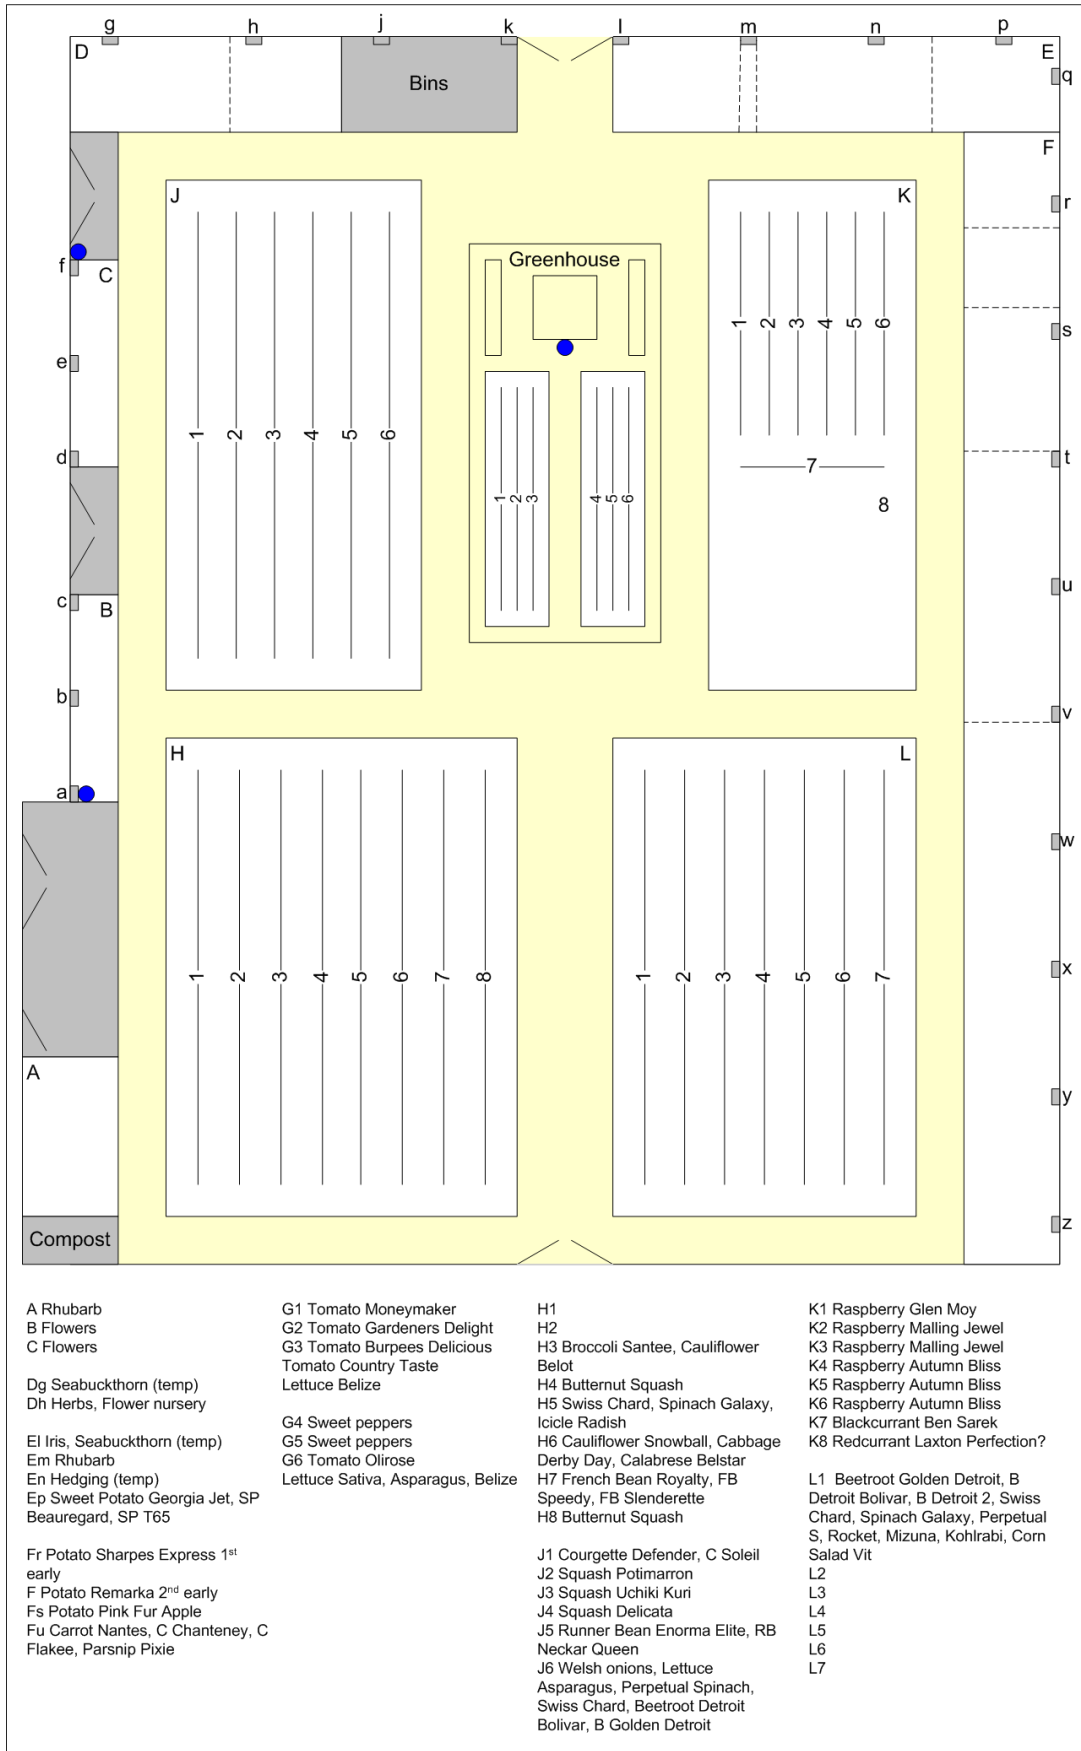 g h j k l m n p
D E
q
Bins
F
J K r
f C
Greenhouse
1 2 3 4 5 6
s
e
1 2 3 4 5 6
d t
7
8
1 2 3 4 5 6
u
c B
b v
H L
a
w
1 2 3 4 5 6 7 8
1 2 3 4 5 6 7
x
A
y
z
Compost
A Rhubarb
B Flowers
C Flowers
Dg Seabuckthorn (temp)
Dh Herbs, Flower nursery
El Iris, Seabuckthorn (temp)
Em Rhubarb
En Hedging (temp)
Ep Sweet Potato Georgia Jet, SP
Beauregard, SP T65
Fr Potato Sharpes Express 1st
early
F Potato Remarka 2nd early
Fs Potato Pink Fur Apple
Fu Carrot Nantes, C Chanteney, C
Flakee, Parsnip Pixie
G1 Tomato Moneymaker
G2 Tomato Gardeners Delight
G3 Tomato Burpees Delicious
Tomato Country Taste
Lettuce Belize
G4 Sweet peppers
G5 Sweet peppers
G6 Tomato Olirose
Lettuce Sativa, Asparagus, Belize
H1
H2
H3 Broccoli Santee, Cauliflower
Belot
H4 Butternut Squash
H5 Swiss Chard, Spinach Galaxy,
Icicle Radish
H6 Cauliflower Snowball, Cabbage
Derby Day, Calabrese Belstar
H7 French Bean Royalty, FB
Speedy, FB Slenderette
H8 Butternut Squash
J1 Courgette Defender, C Soleil
J2 Squash Potimarron
J3 Squash Uchiki Kuri
J4 Squash Delicata
J5 Runner Bean Enorma Elite, RB
Neckar Queen
J6 Welsh onions, Lettuce
Asparagus, Perpetual Spinach,
Swiss Chard, Beetroot Detroit
Bolivar, B Golden Detroit
K1 Raspberry Glen Moy
K2 Raspberry Malling Jewel
K3 Raspberry Malling Jewel
K4 Raspberry Autumn Bliss
K5 Raspberry Autumn Bliss
K6 Raspberry Autumn Bliss
K7 Blackcurrant Ben Sarek
K8 Redcurrant Laxton Perfection?
L1 Beetroot Golden Detroit, B
Detroit Bolivar, B Detroit 2, Swiss
Chard, Spinach Galaxy, Perpetual
S, Rocket, Mizuna, Kohlrabi, Corn
Salad Vit
L2
L3
L4
L5
L6
L7